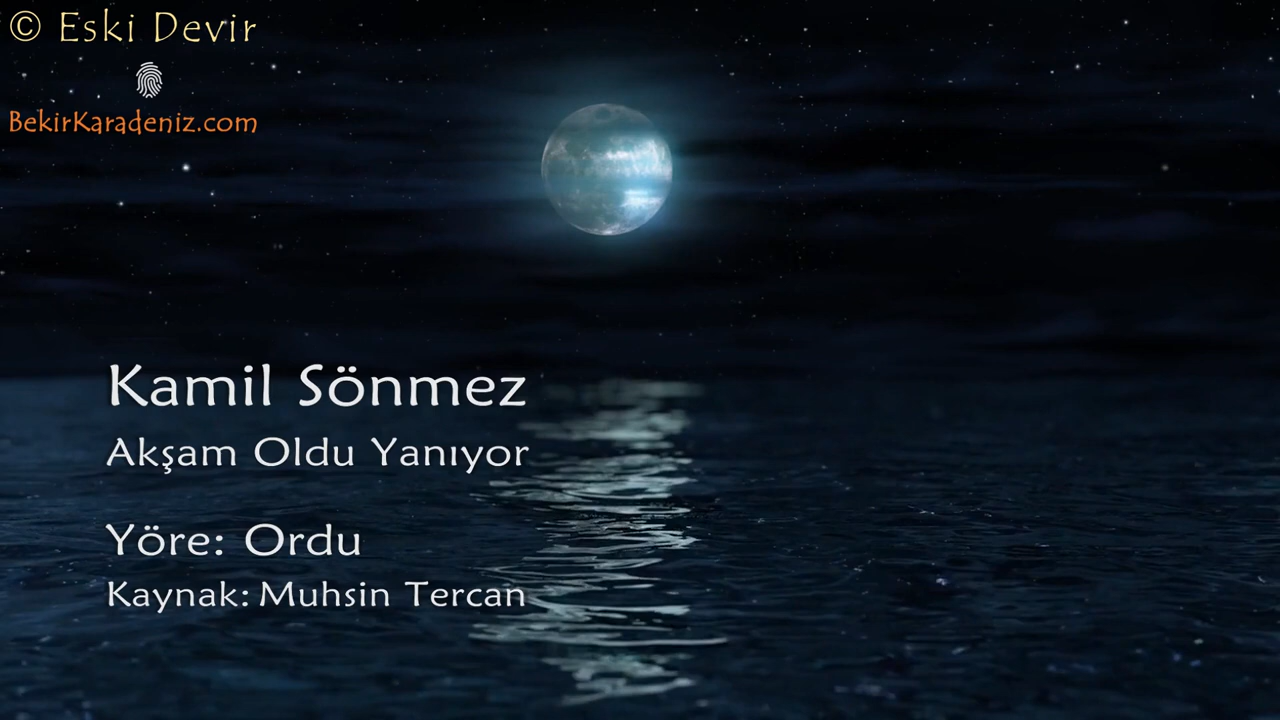 © Eski Devir
BekirKaradeniz.com
Kamil Sönmez
Akşam Oldu Yanıyor
Yöre: Ordu
Kaynak: Muhsin Tercan